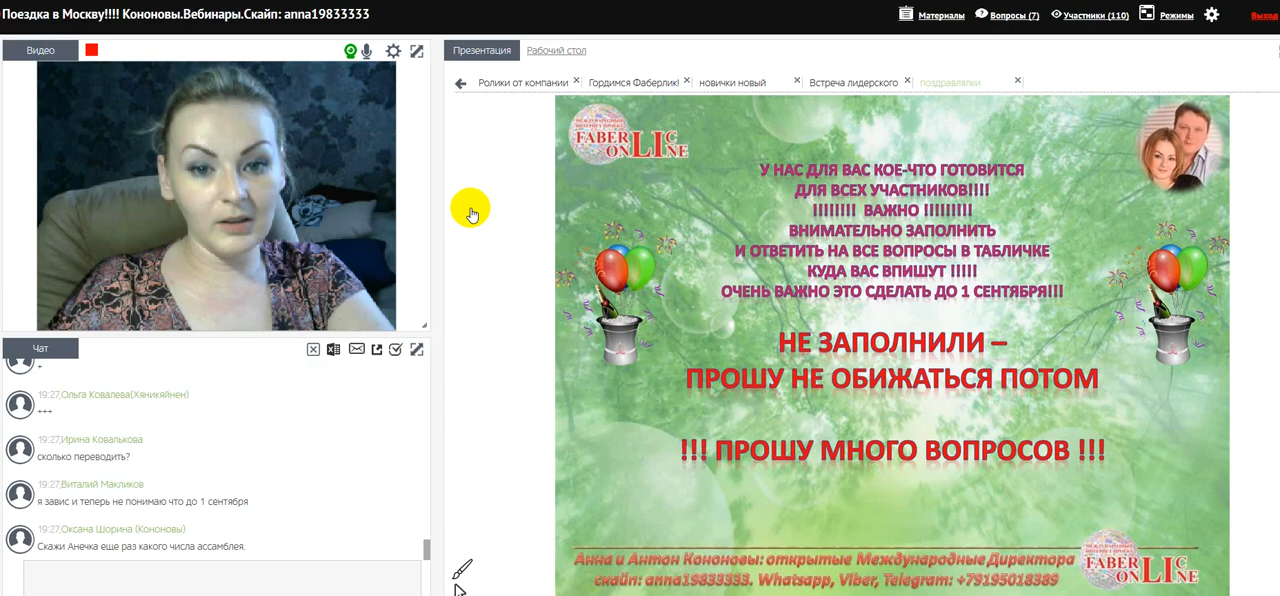 Поездка в Москву!!!! Кононовы.Вебинары.Скайп: anna19833333
Материалы
Вопросы (7)
Участники (110)
Режимы
Выход
Видео
Презентация
Рабочий стол
Ролики от компании
Гордимся Фаберлик!
новички новый
Встреча лидерского
поздравлялки
FABER
ONLIC
ONLINE
У НАС ДЛЯ ВАС КОЕ-ЧТО ГОТОВИТСЯ
ДЛЯ ВСЕХ УЧАСТНИКОВ!!!!
!!!!!!!! ВАЖНО !!!!!!!!!
ВНИМАТЕЛЬНО ЗАПОЛНИТЬ
И ОТВЕТИТЬ НА ВСЕ ВОПРОСЫ В ТАБЛИЧКЕ
КУДА ВАС ВПИШУТ !!!!!
ОЧЕНЬ ВАЖНО ЭТО СДЕЛАТЬ ДО 1 СЕНТЯБРЯ!!!
НЕ ЗАПОЛНИЛИ –
ПРОШУ НЕ ОБИЖАТЬСЯ ПОТОМ
!!! ПРОШУ МНОГО ВОПРОСОВ !!!
Анна и Антон Кононовы: открытые Международные Директора
скайп: anna19833333. Whatsapp, Viber, Telegram: +79195018389
Чат
+
19:27,Ольга Ковалева(Хяникяйнен)
+++
19:27,Ирина Ковалькова
сколько переводить?
19:27,Виталий Макликов
я завис и теперь не понимаю что до 1 сентября
19:27,Оксана Шорина (Кононовы)
Скажи Анечка еще раз какого числа ассамблея.